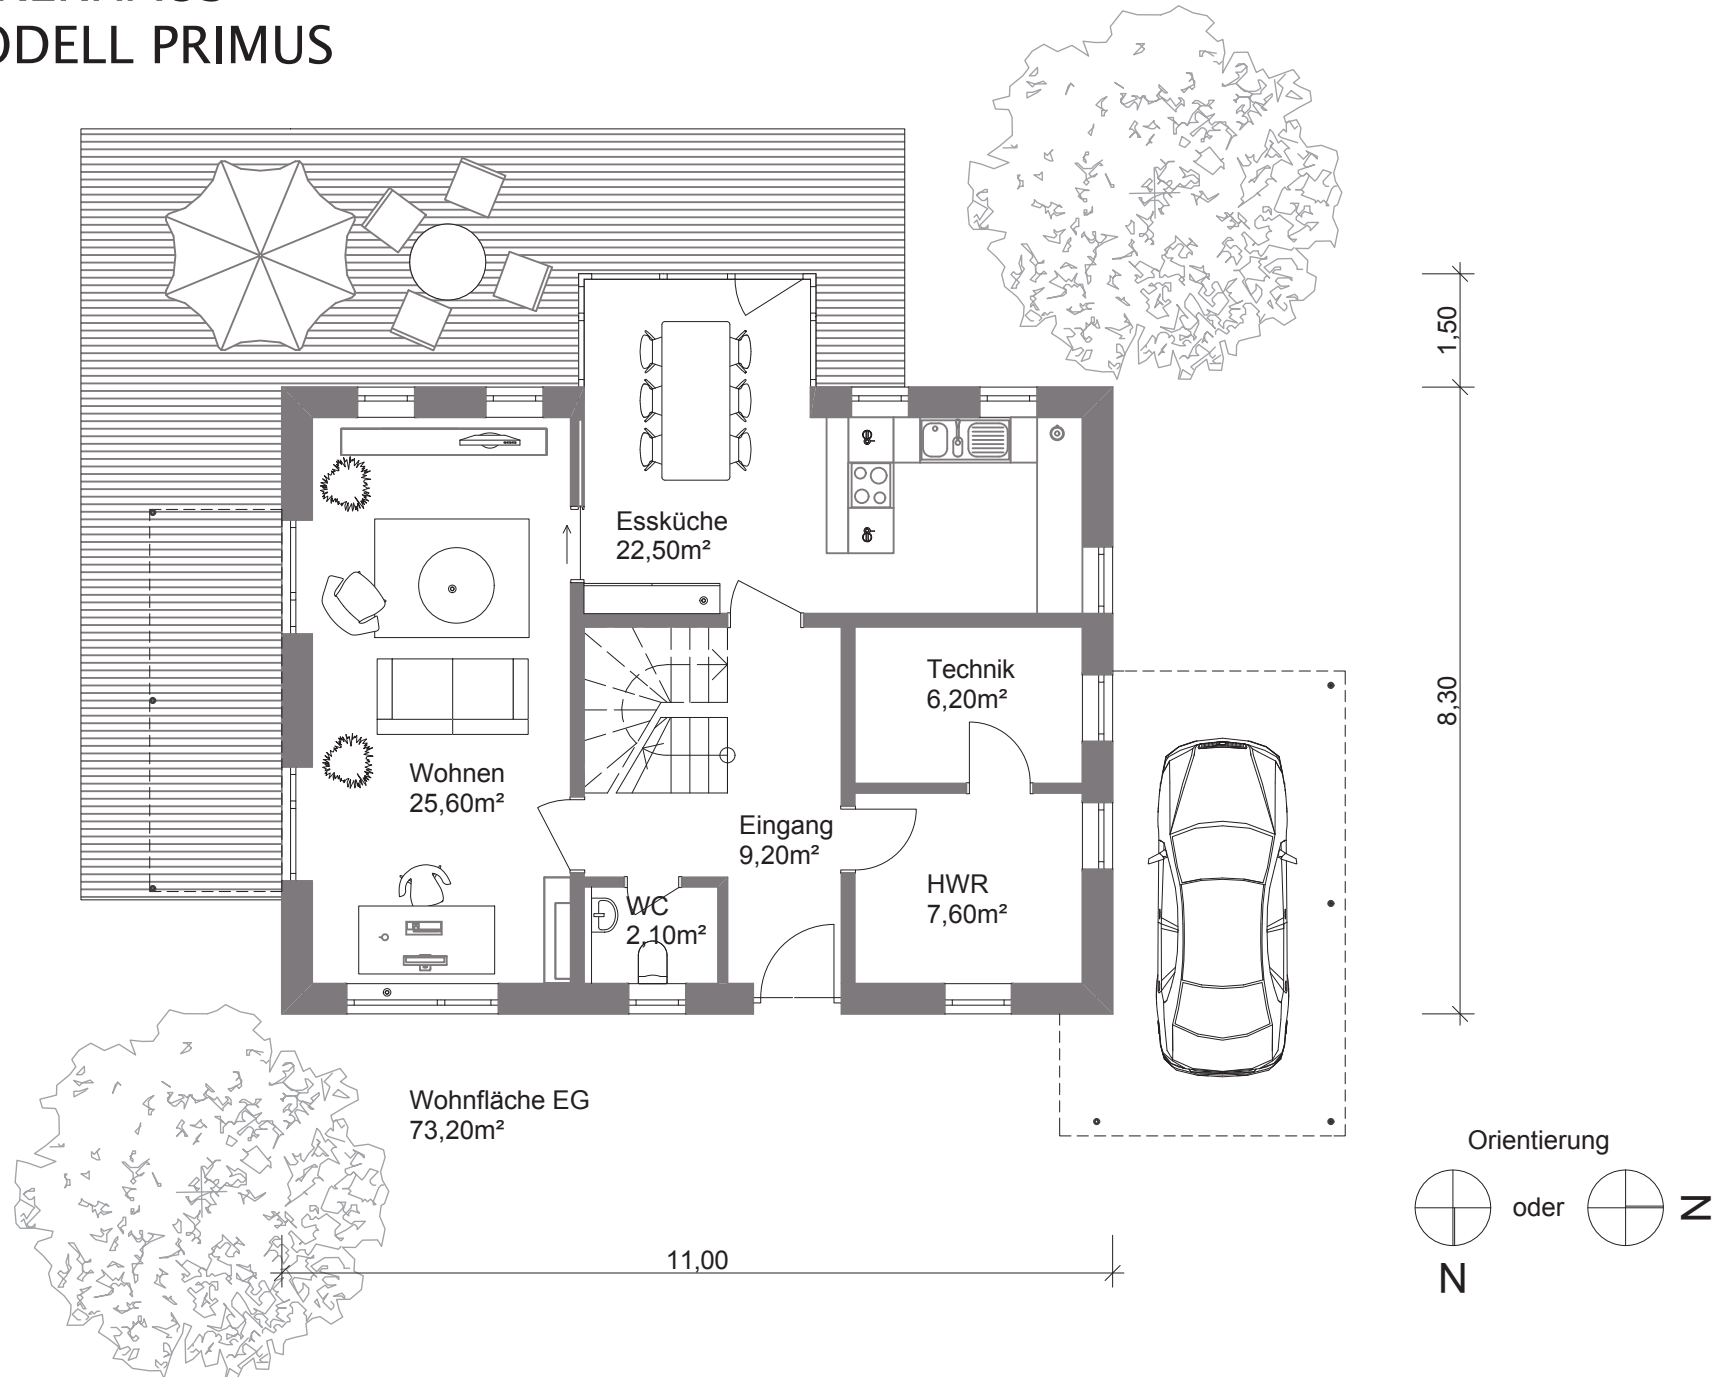 ODELL PRIMUS
1,50
Essküche
22,50m²
Technik
6,20m²
8,30
Wohnen
25,60m²
Eingang
9,20m²
HWR
7,60m²
WC
2,10m²
Wohnfläche EG
73,20m²
Orientierung
oder
N
N
11,00